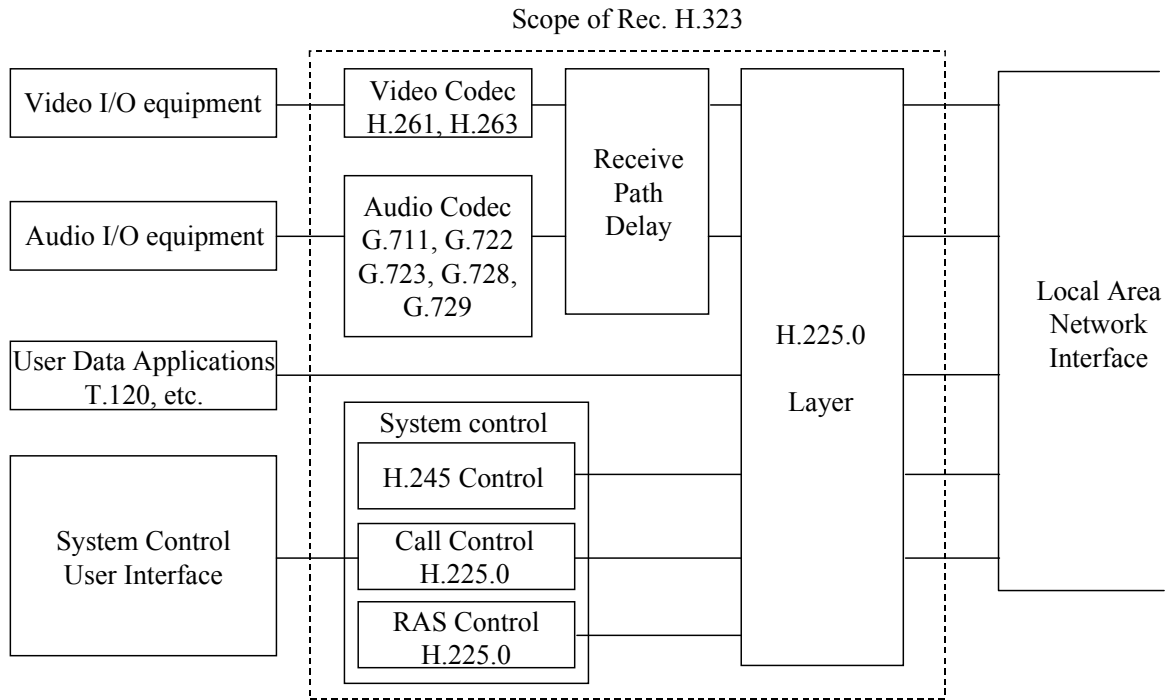 Scope of Rec. H.323
Video I/O equipment
Video Codec
H.261, H.263
Receive
Path
Delay
Audio I/O equipment
Audio Codec
G.711, G.722
G.723, G.728,
G.729
User Data Applications
T.120, etc.
H.225.0
Layer
Local Area
Network
Interface
System control
H.245 Control
System Control
User Interface
Call Control
H.225.0
RAS Control
H.225.0